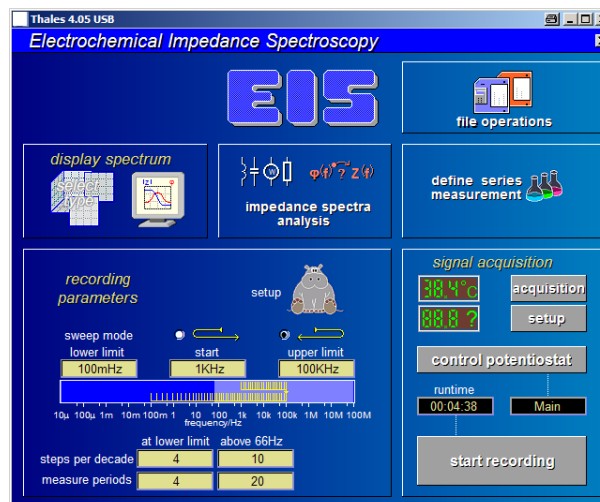 Thales 4.05 USB
Electrochemical Impedance Spectroscopy
EIS
file operations
display spectrum
select type
|Z| φ
φ(f) ? Z(f)
impedance spectra
analysis
define series
measurement
recording
parameters
setup
sweep mode
lower limit start upper limit
100mHz 1KHz 100KHz
10µ 100µ 1m 10m 100m 1 10 100 1k 10k 100k 1M 10M 100M
frequency/Hz
at lower limit above 66Hz
steps per decade 4 10
measure periods 4 20
signal acquisition
38.4°C acquisition
88.8 ? setup
control potentiostat
runtime
00:04:38 Main
start recording